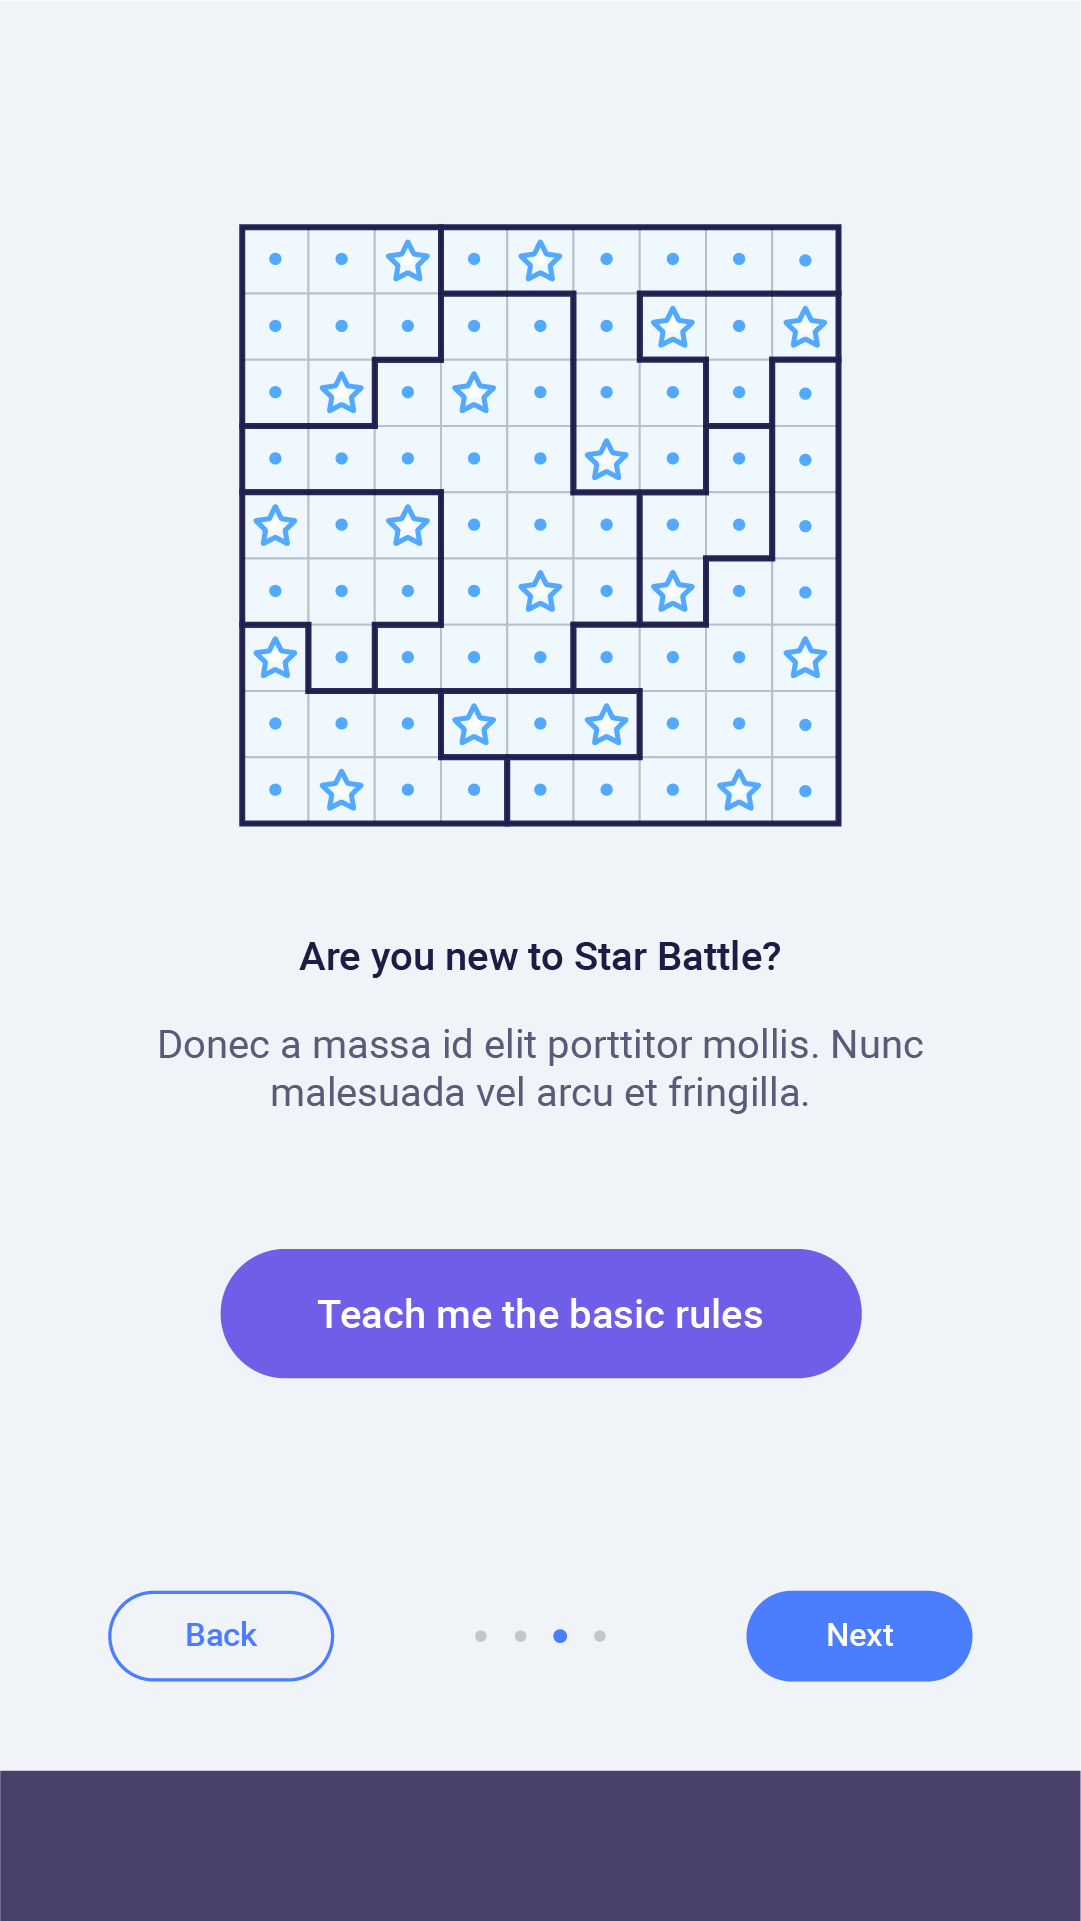 Are you new to Star Battle?
Donec a massa id elit porttitor mollis. Nunc
malesuada vel arcu et fringilla.
Teach me the basic rules
Back
Next